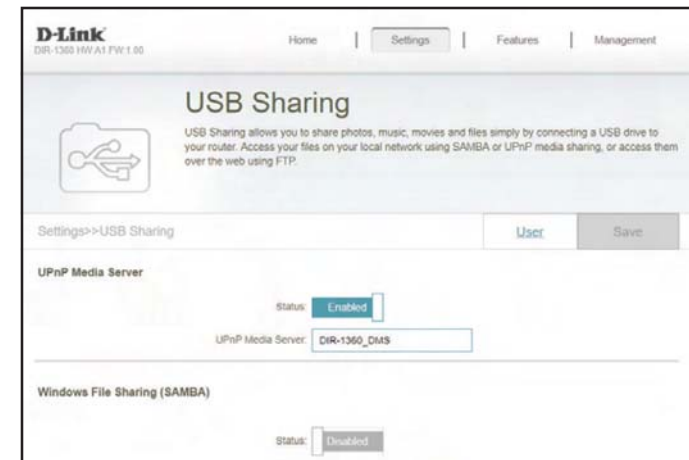 D-Link
DIR-1360 HW:A1 FW:1.00
Home | Settings | Features | Management
USB Sharing
USB Sharing allows you to share photos, music, movies and files simply by connecting a USB drive to
your router. Access your files on your local network using SAMBA or UPnP media sharing, or access them
over the web using FTP.
Settings>>USB Sharing
User
Save
UPnP Media Server
Status: Enabled
UPnP Media Server: DIR-1360_DMS
Windows File Sharing (SAMBA)
Status: Disabled